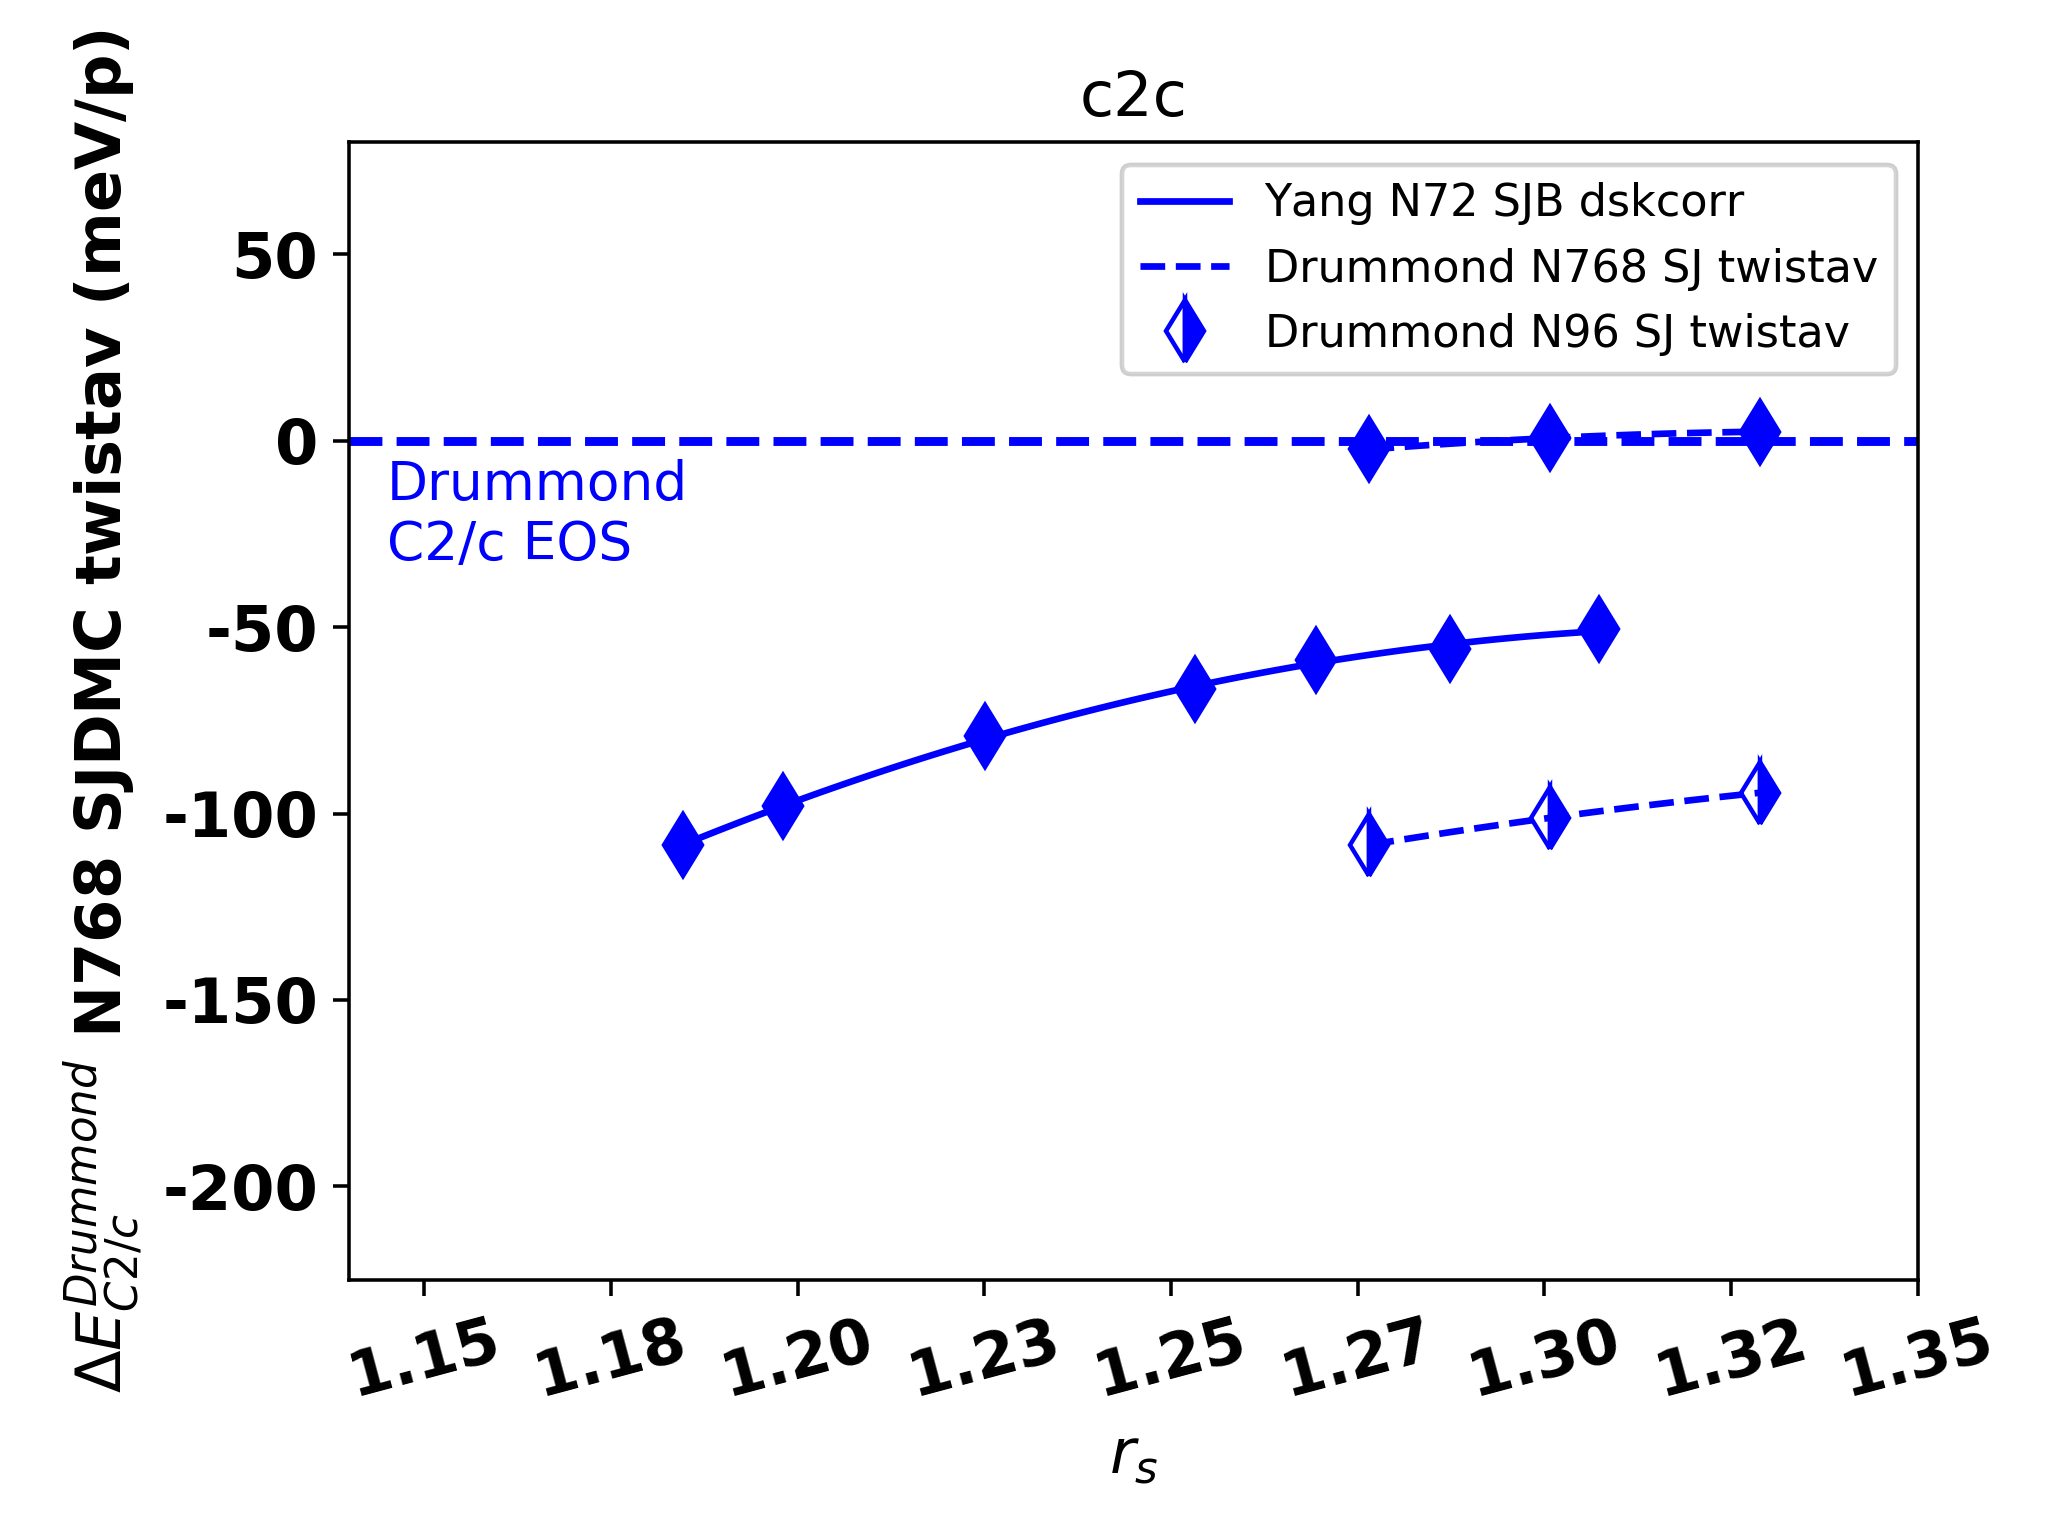 c2c
ΔE^{Drummond}_{C2/c} N768 SJDMC twistav (meV/p)
50
0
-50
-100
-150
-200
Yang N72 SJB dskcorr
Drummond N768 SJ twistav
Drummond N96 SJ twistav
Drummond
C2/c EOS
1.15 1.18 1.20 1.23 1.25 1.27 1.30 1.32 1.35
r_s